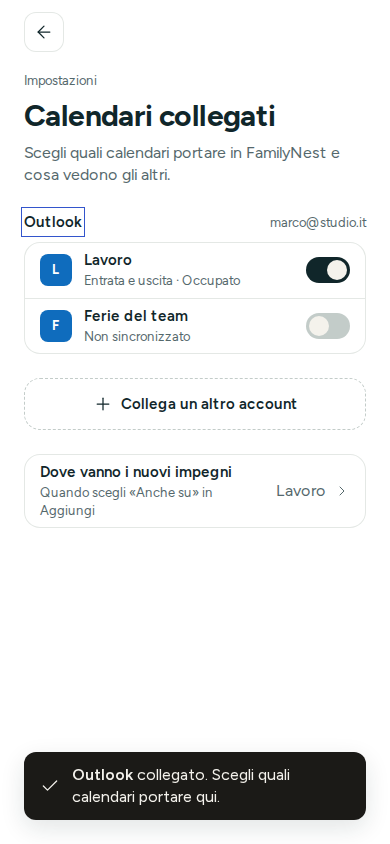 Impostazioni
Calendari collegati
Scegli quali calendari portare in FamilyNest e
cosa vedono gli altri.
Outlook
marco@studio.it
L
Lavoro
Entrata e uscita · Occupato
F
Ferie del team
Non sincronizzato
Collega un altro account
Dove vanno i nuovi impegni
Quando scegli «Anche su» in
Aggiungi
Lavoro
Outlook collegato. Scegli quali
calendari portare qui.